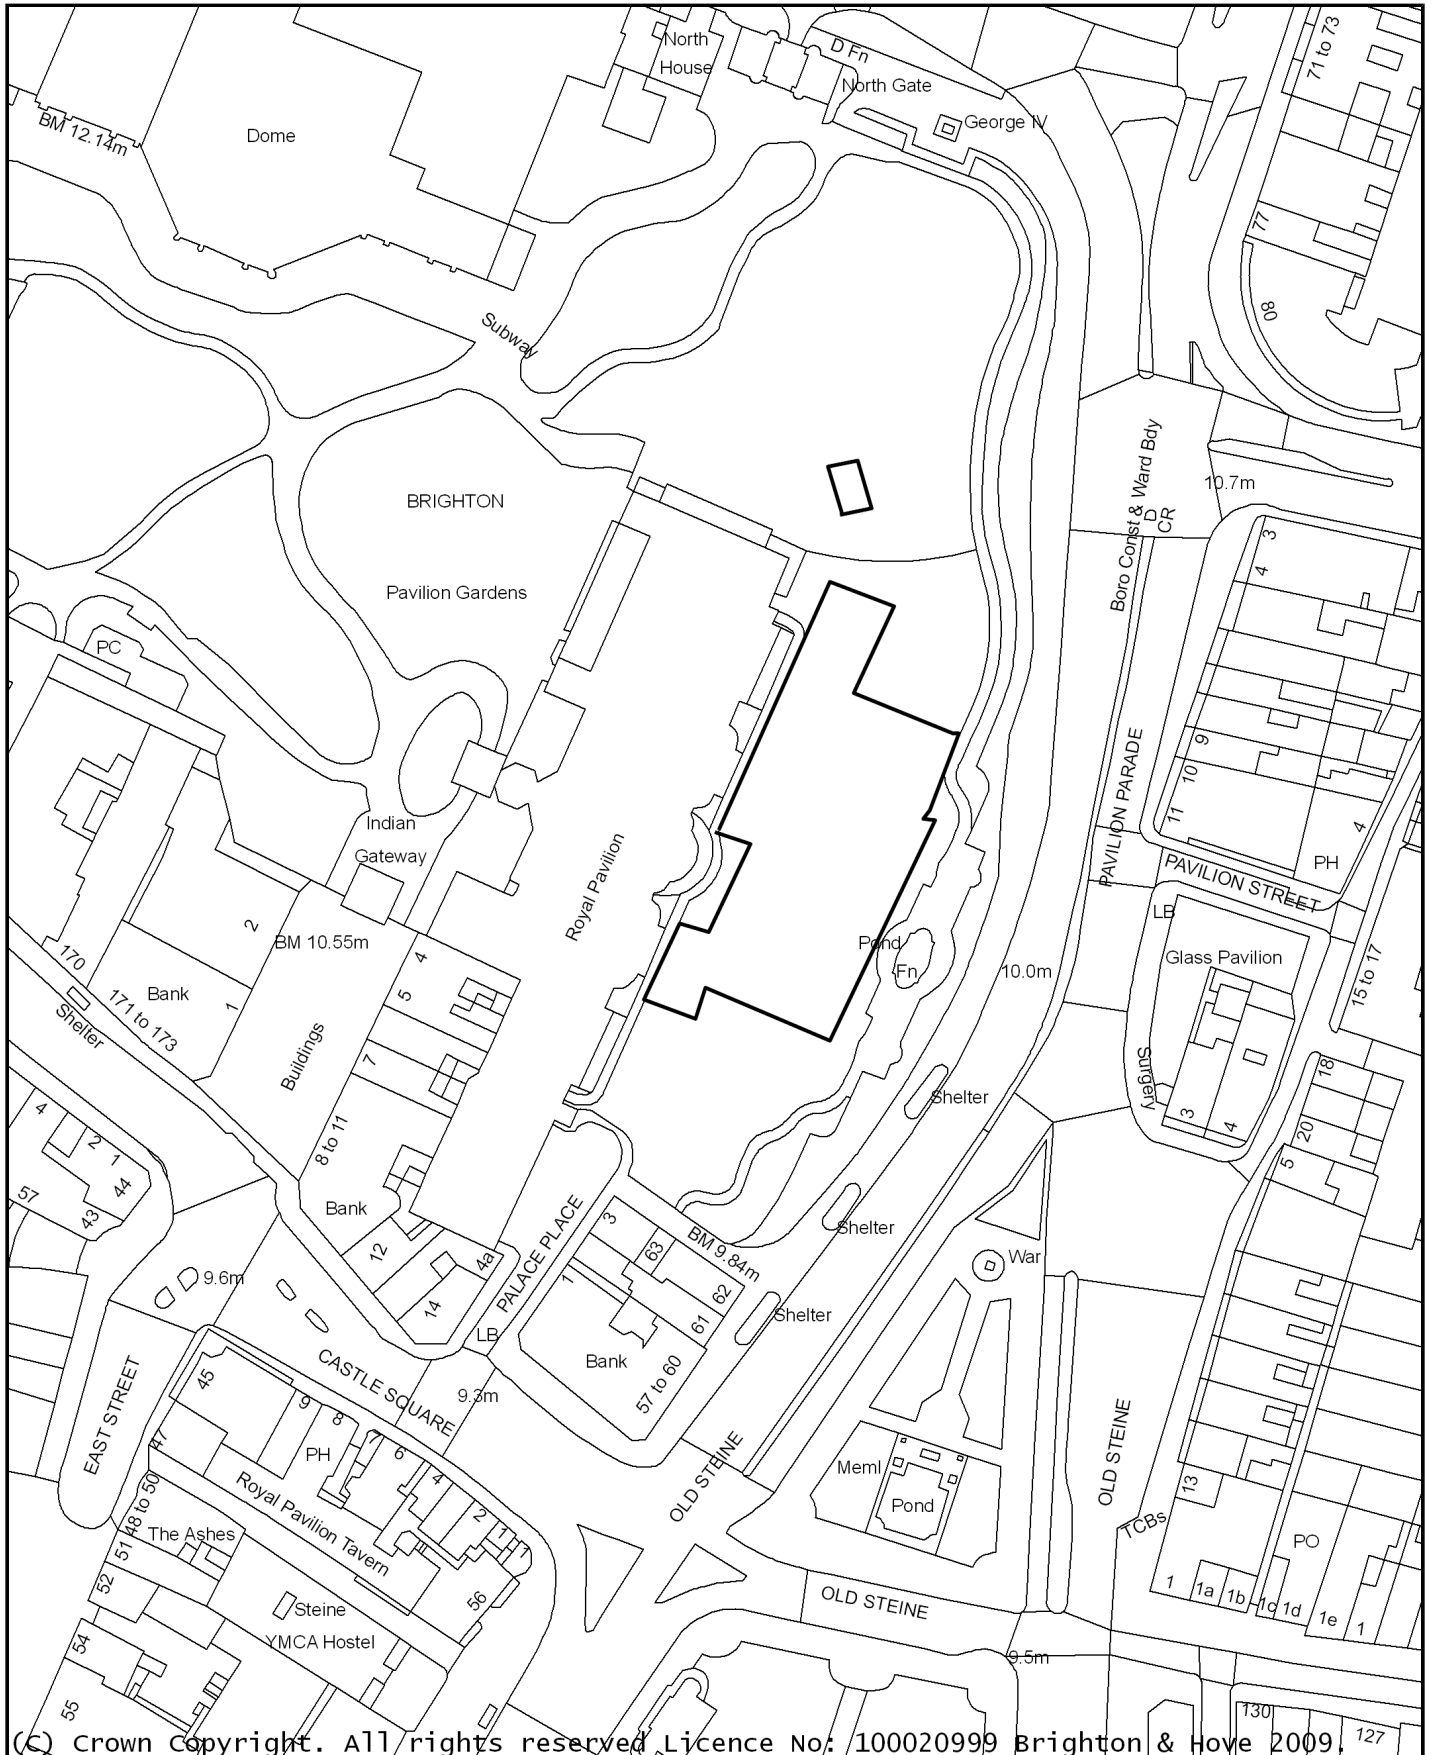 North
House
D Fn
North Gate
71 to 73
George IV
BM 12.14m
Dome
77
80
Subway
BRIGHTON
Boro Const & Ward Bdy
10.7m
D
CR
3
4
Pavilion Gardens
PC
9
10
11
PAVILION PARADE
Indian
Gateway
4
PH
PAVILION STREET
Royal Pavilion
LB
2
BM 10.55m
Pond
Fn
Glass Pavilion
170
4
10.0m
Bank
1
5
171 to 173
15 to 17
Shelter
Buildings
7
Surgery
18
4
Shelter
3
4
20
2
1
8 to 11
5
44
57
43
Bank
3
Shelter
12
63
BM 9.84m
War
4a
PALACE PLACE
9.6m
1
62
14
61
Shelter
LB
Bank
CASTLE SQUARE
57 to 60
9.3m
45
EAST STREET
9
8
OLD STEINE
OLD STEINE
47
PH
7
6
Meml
4
13
48 to 50
Royal Pavilion Tavern
2
Pond
The Ashes
1
1
TCBs
51
PO
52
56
1
1a
1b
1c
1d
1e
1
Steine
OLD STEINE
YMCA Hostel
54
9.5m
55
130
127
(C) Crown Copyright. All rights reserved Licence No: 100020999 Brighton & Hove 2009.